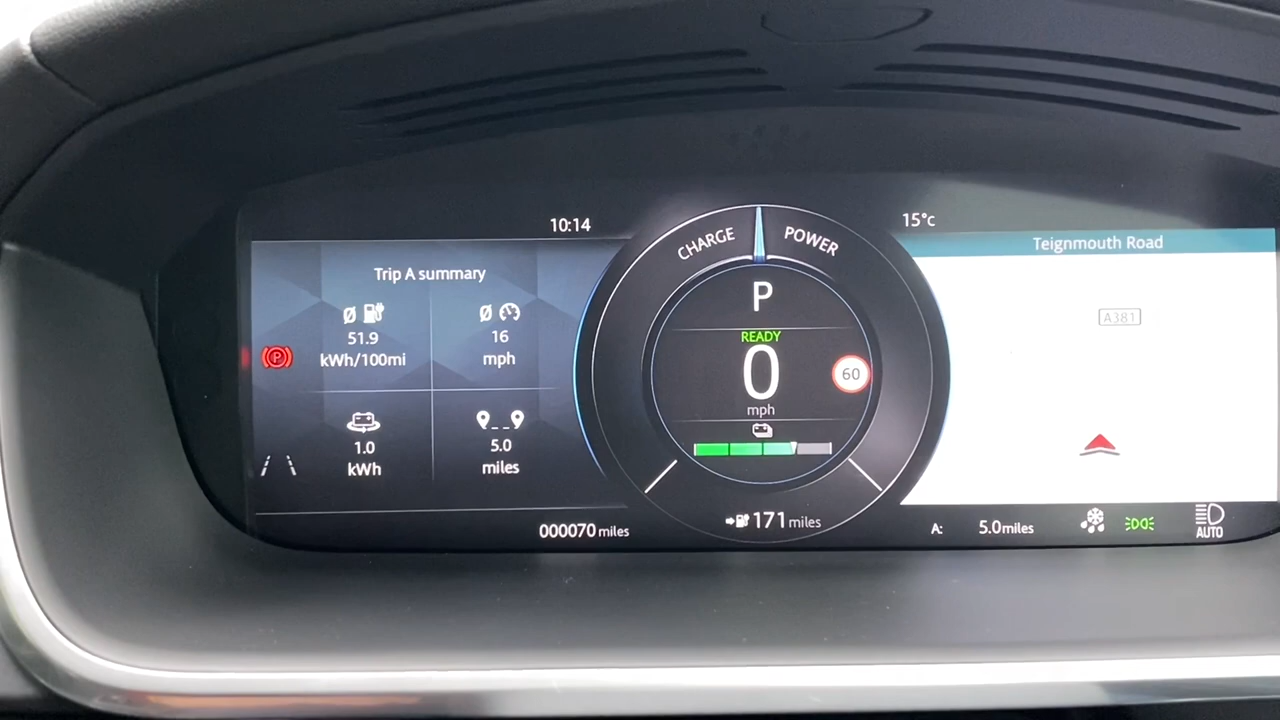 10:14
15°c
CHARGE
POWER
Teignmouth Road
Trip A summary
P
A381
Ø
51.9
kWh/100mi
Ø
16
mph
READY
0
60
mph
P
1.0
kWh
5.0
miles
000070 miles
171 miles
A: 5.0miles
AUTO